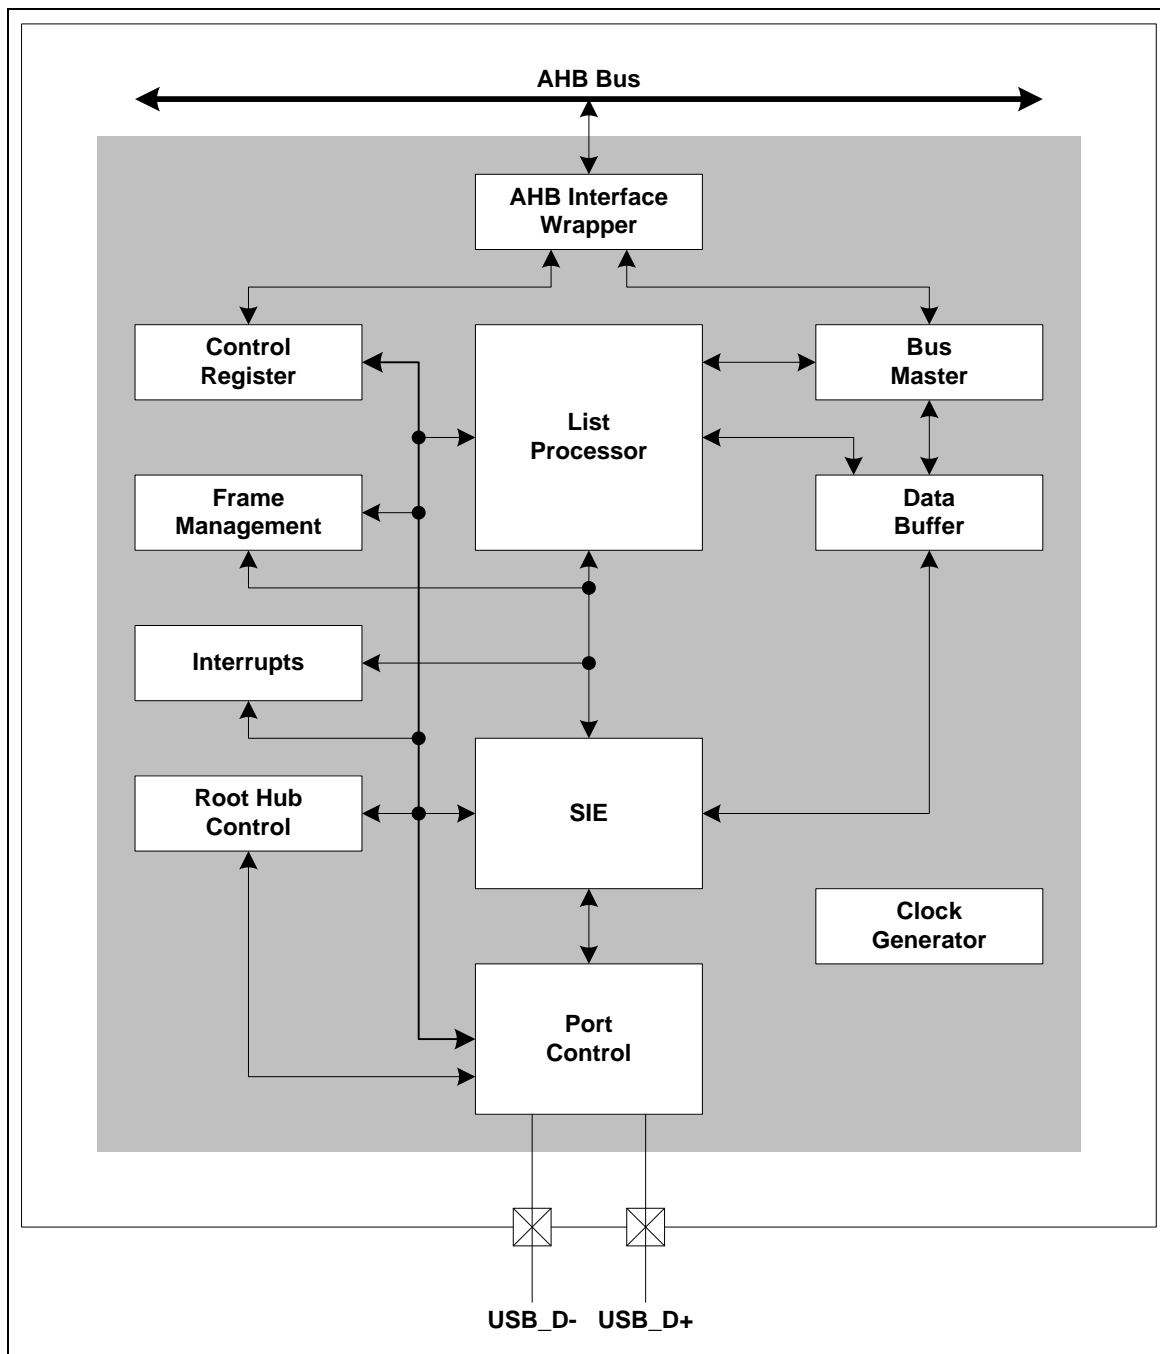 AHB Bus
AHB Interface
Wrapper
Control
Register
List
Processor
Bus
Master
Frame
Management
Data
Buffer
Interrupts
Root Hub
Control
SIE
Clock
Generator
Port
Control
USB_D-
USB_D+